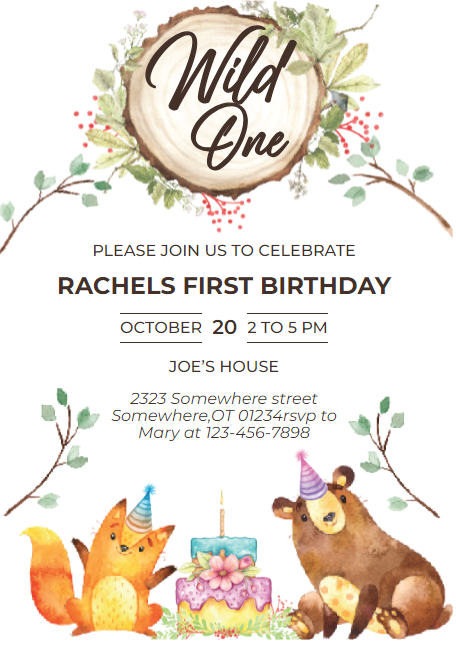 Wild
One
PLEASE JOIN US TO CELEBRATE
RACHELS FIRST BIRTHDAY
OCTOBER 20 2 TO 5 PM
JOE'S HOUSE
2323 Somewhere street
Somewhere,OT 01234rsvp to
Mary at 123-456-7898